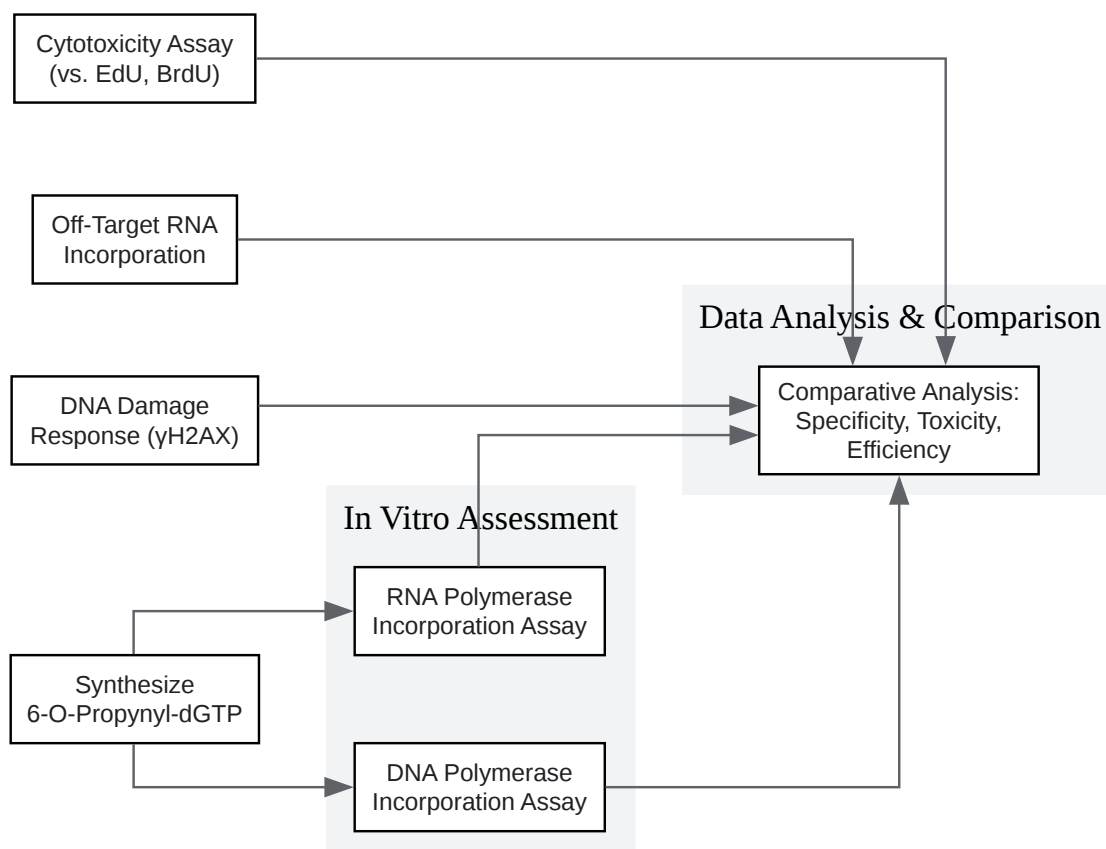 Cytotoxicity Assay
(vs. EdU, BrdU)
Off-Target RNA
Incorporation
Data Analysis & Comparison
DNA Damage
Response (γH2AX)
Comparative Analysis:
Specificity, Toxicity,
Efficiency
In Vitro Assessment
RNA Polymerase
Incorporation Assay
Synthesize
6-O-Propynyl-dGTP
DNA Polymerase
Incorporation Assay